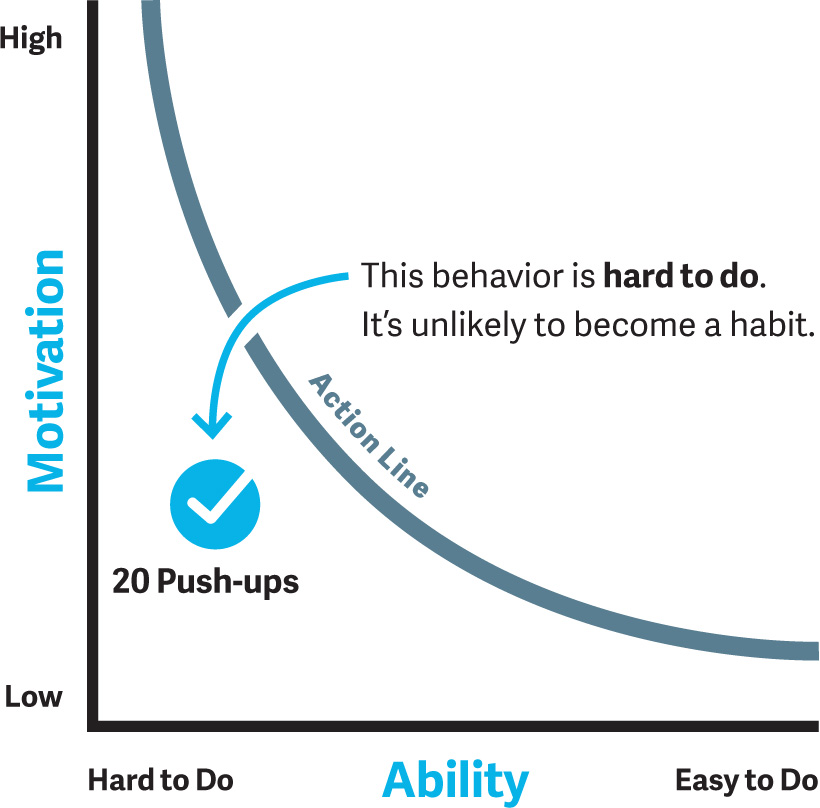 High
This behavior is hard to do.
It’s unlikely to become a habit.
Motivation
Action Line
20 Push-ups
Low
Hard to Do
Ability
Easy to Do